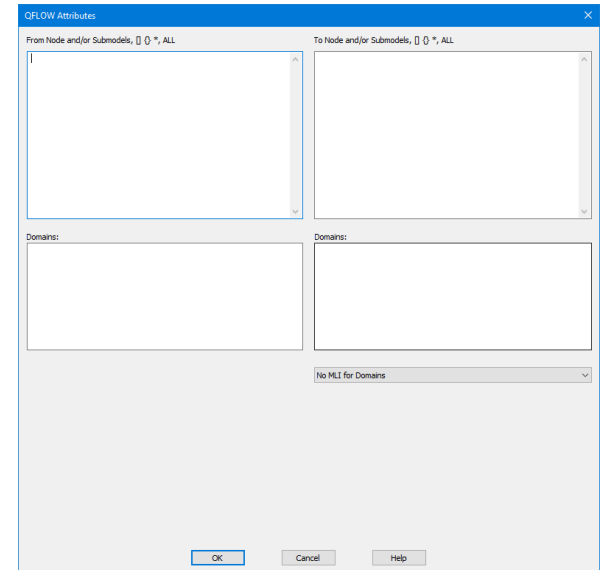 QFLOW Attributes
From Node and/or Submodels, [] {} *, ALL
To Node and/or Submodels, [] {} *, ALL
Domains:
Domains:
No MLI for Domains
OK
Cancel
Help